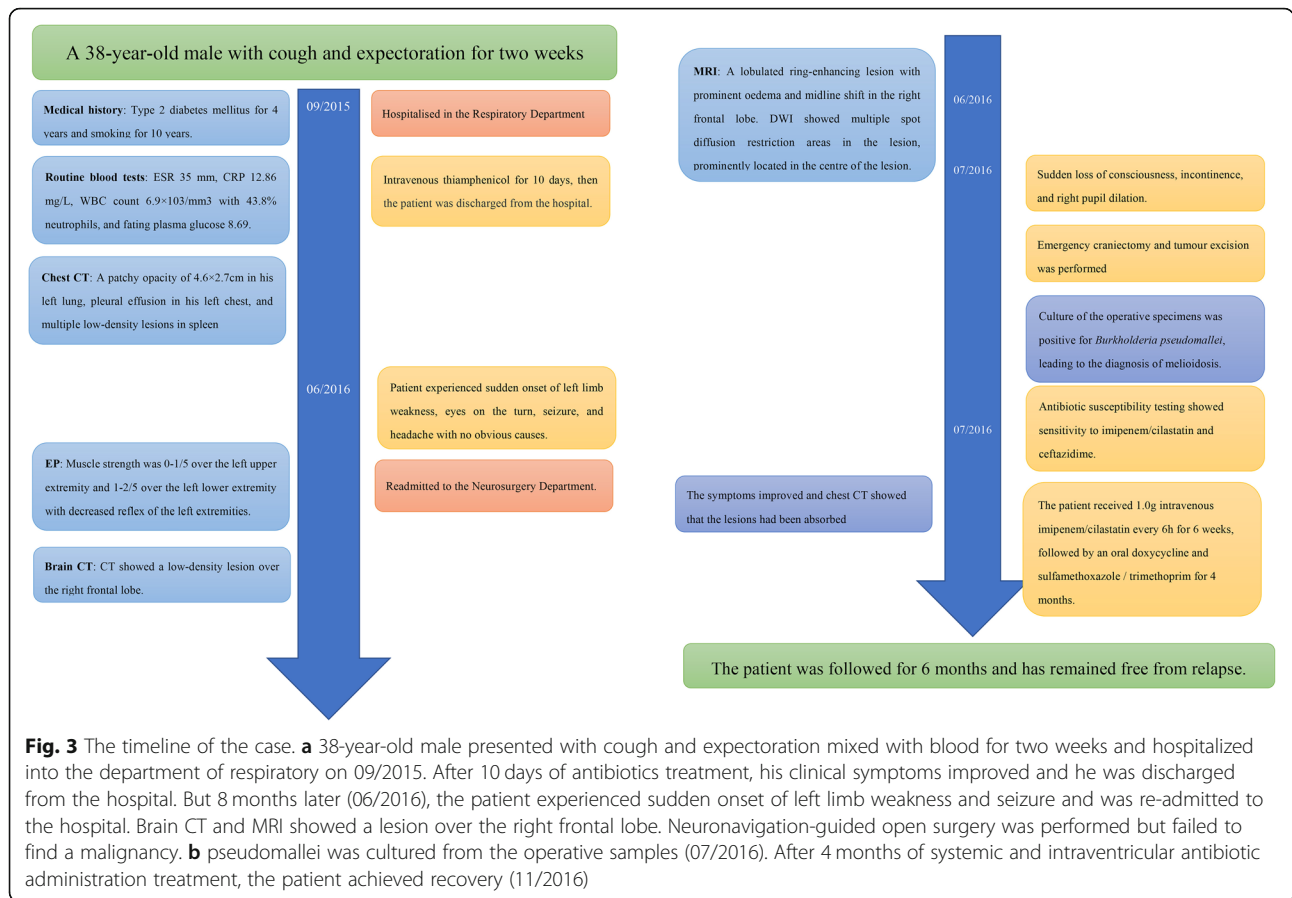 A 38-year-old male with cough and expectoration for two weeks
09/2015
Medical history: Type 2 diabetes mellitus for 4
years and smoking for 10 years.
Hospitalised in the Respiratory Department
Routine blood tests: ESR 35 mm, CRP 12.86
mg/L, WBC count 6.9×103/mm3 with 43.8%
neutrophils, and fating plasma glucose 8.69.
Intravenous thiamphenicol for 10 days, then
the patient was discharged from the hospital.
Chest CT: A patchy opacity of 4.6×2.7cm in his
left lung, pleural effusion in his left chest, and
multiple low-density lesions in spleen
06/2016
Patient experienced sudden onset of left limb
weakness, eyes on the turn, seizure, and
headache with no obvious causes.
EP: Muscle strength was 0-1/5 over the left upper
extremity and 1-2/5 over the left lower extremity
with decreased reflex of the left extremities.
Readmitted to the Neurosurgery Department.
Brain CT: CT showed a low-density lesion over
the right frontal lobe.
MRI: A lobulated ring-enhancing lesion with
prominent oedema and midline shift in the right
frontal lobe. DWI showed multiple spot
diffusion restriction areas in the lesion,
prominently located in the centre of the lesion.
06/2016
07/2016
Sudden loss of consciousness, incontinence,
and right pupil dilation.
Emergency craniectomy and tumour excision
was performed
Culture of the operative specimens was
positive for Burkholderia pseudomallei,
leading to the diagnosis of melioidosis.
07/2016
Antibiotic susceptibility testing showed
sensitivity to imipenem/cilastatin and
ceftazidime.
The symptoms improved and chest CT showed
that the lesions had been absorbed
The patient received 1.0g intravenous
imipenem/cilastatin every 6h for 6 weeks,
followed by an oral doxycycline and
sulfamethoxazole / trimethoprim for 4
months.
The patient was followed for 6 months and has remained free from relapse.
Fig. 3 The timeline of the case. a 38-year-old male presented with cough and expectoration mixed with blood for two weeks and hospitalized
into the department of respiratory on 09/2015. After 10 days of antibiotics treatment, his clinical symptoms improved and he was discharged
from the hospital. But 8 months later (06/2016), the patient experienced sudden onset of left limb weakness and seizure and was re-admitted to
the hospital. Brain CT and MRI showed a lesion over the right frontal lobe. Neuronavigation-guided open surgery was performed but failed to
find a malignancy. b pseudomallei was cultured from the operative samples (07/2016). After 4 months of systemic and intraventricular antibiotic
administration treatment, the patient achieved recovery (11/2016)